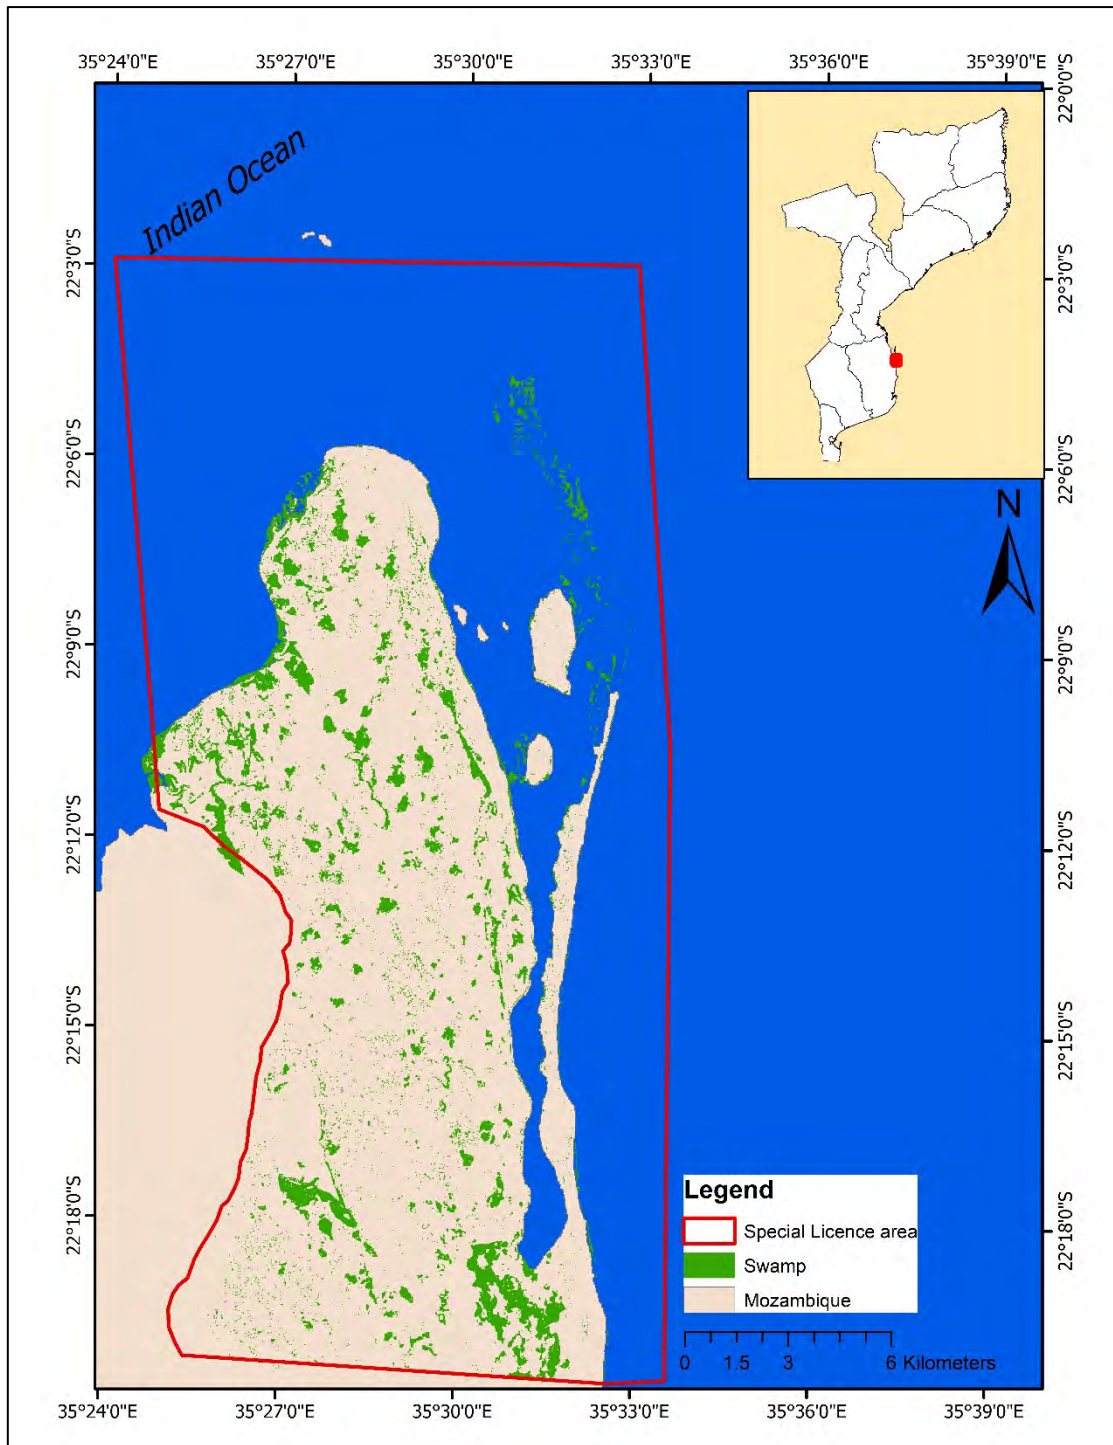 35°24'0"E 35°27'0"E 35°30'0"E 35°33'0"E 35°36'0"E 35°39'0"E
22°0'0"S
Indian Ocean
22°3'0"S
22°3'0"S
22°6'0"S
22°6'0"S
N
22°9'0"S
22°9'0"S
22°12'0"S
22°12'0"S
22°15'0"S
22°15'0"S
22°18'0"S
22°18'0"S
Legend
Special Licence area
Swamp
Mozambique
0 1.5 3 6 Kilometers
35°24'0"E 35°27'0"E 35°30'0"E 35°33'0"E 35°36'0"E 35°39'0"E